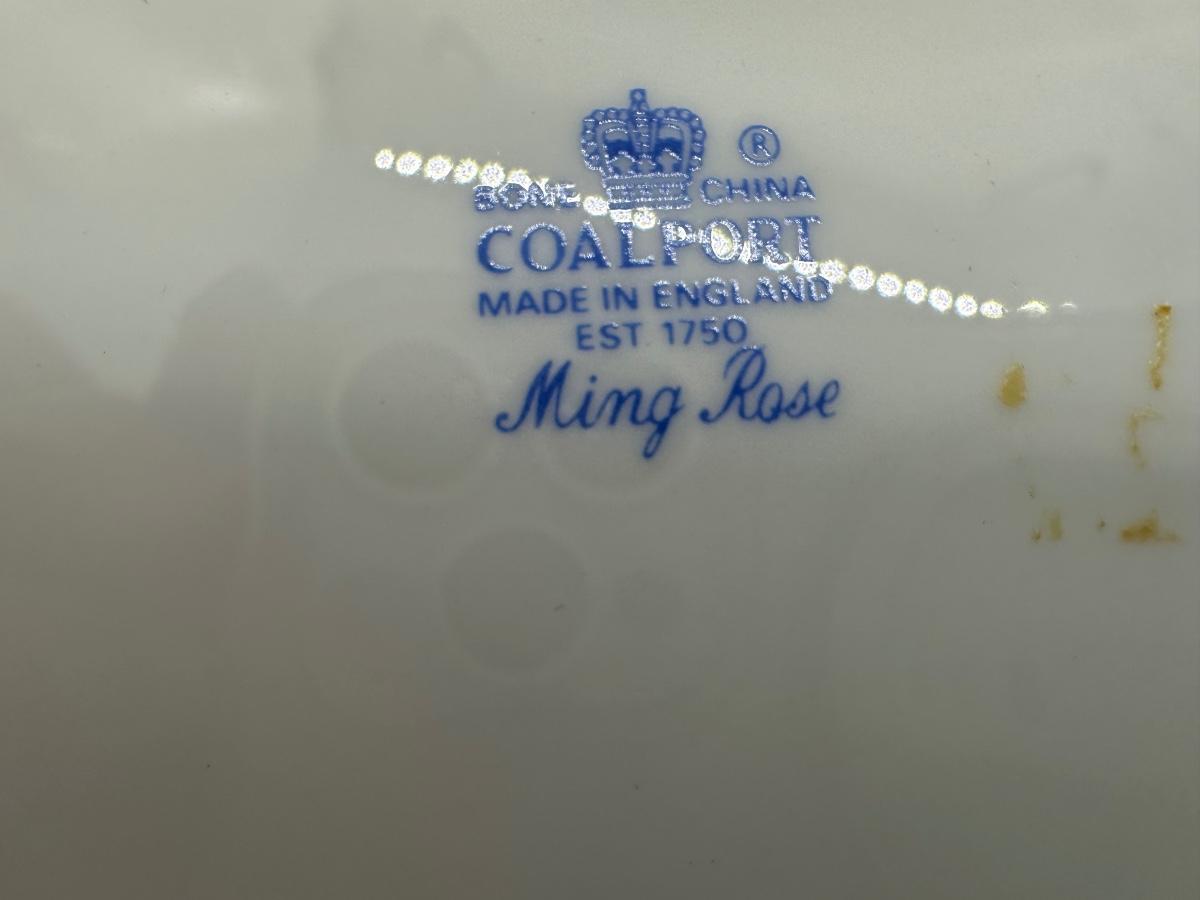 ®
BONE CHINA
COALPORT
MADE IN ENGLAND
EST. 1750
Ming Rose